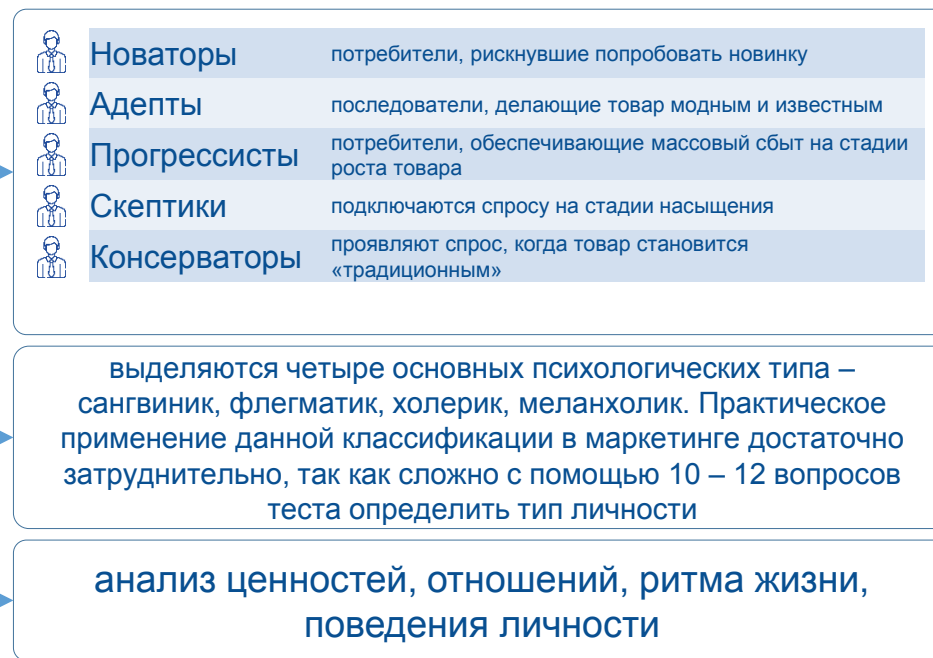 Новаторы
потребители, рискнувшие попробовать новинку
Адепты
последователи, делающие товар модным и известным
Прогрессисты
потребители, обеспечивающие массовый сбыт на стадии
роста товара
Скептики
подключаются спросу на стадии насыщения
Консерваторы
проявляют спрос, когда товар становится
«традиционным»
выделяются четыре основных психологических типа –
сангвиник, флегматик, холерик, меланхолик. Практическое
применение данной классификации в маркетинге достаточно
затруднительно, так как сложно с помощью 10 – 12 вопросов
теста определить тип личности
анализ ценностей, отношений, ритма жизни,
поведения личности